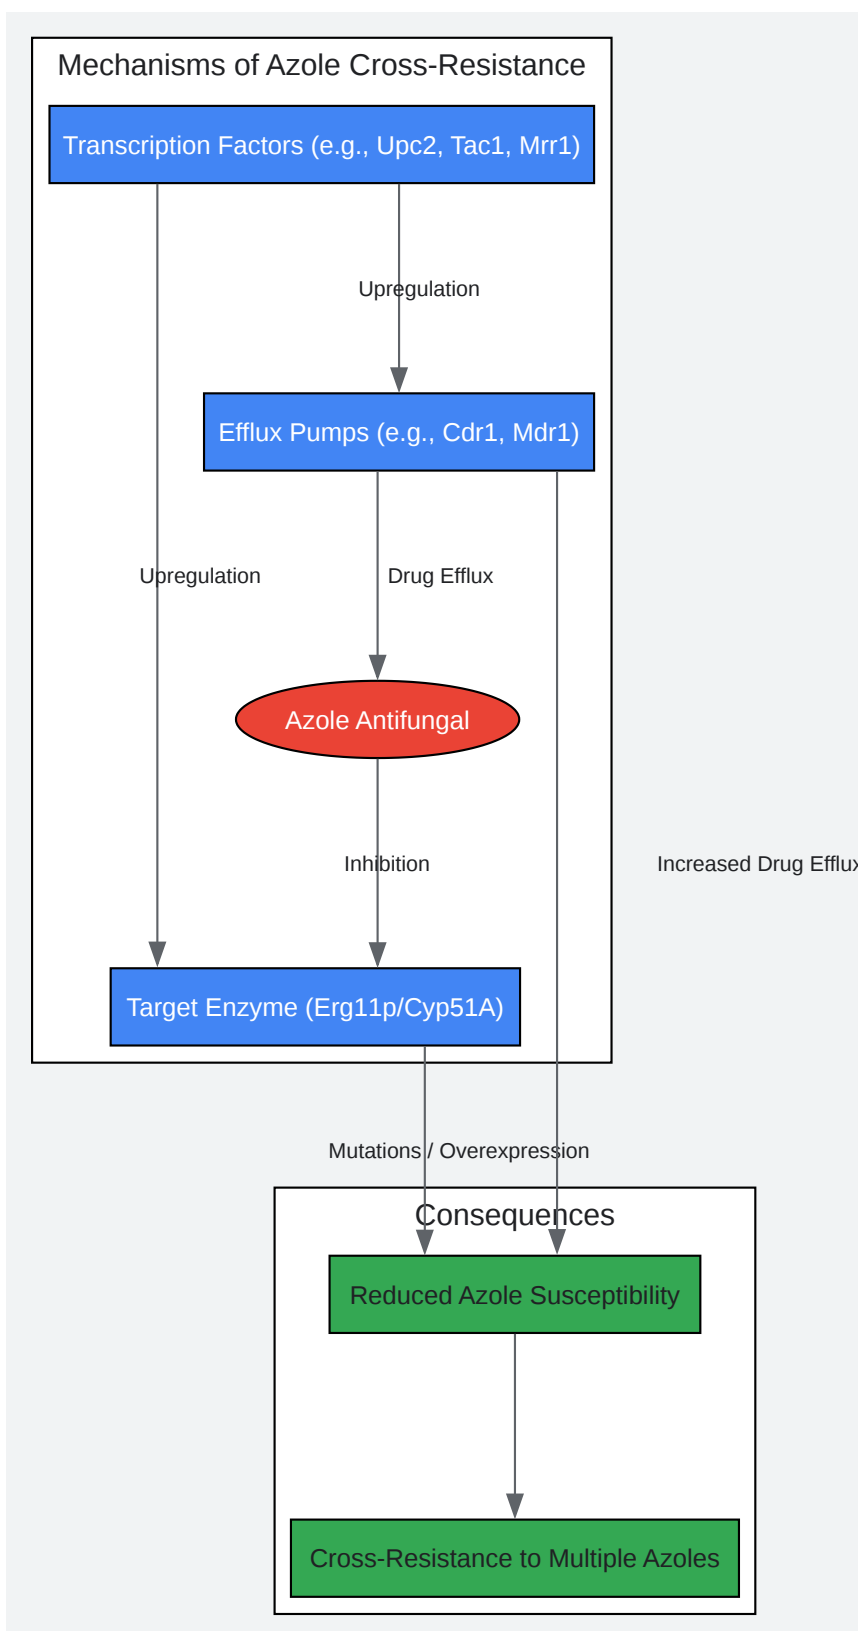 Mechanisms of Azole Cross-Resistance
Transcription Factors (e.g., Upc2, Tac1, Mrr1)
Upregulation
Efflux Pumps (e.g., Cdr1, Mdr1)
Upregulation
Drug Efflux
Azole Antifungal
Inhibition
Increased Drug Efflux
Target Enzyme (Erg11p/Cyp51A)
Mutations / Overexpression
Consequences
Reduced Azole Susceptibility
Cross-Resistance to Multiple Azoles